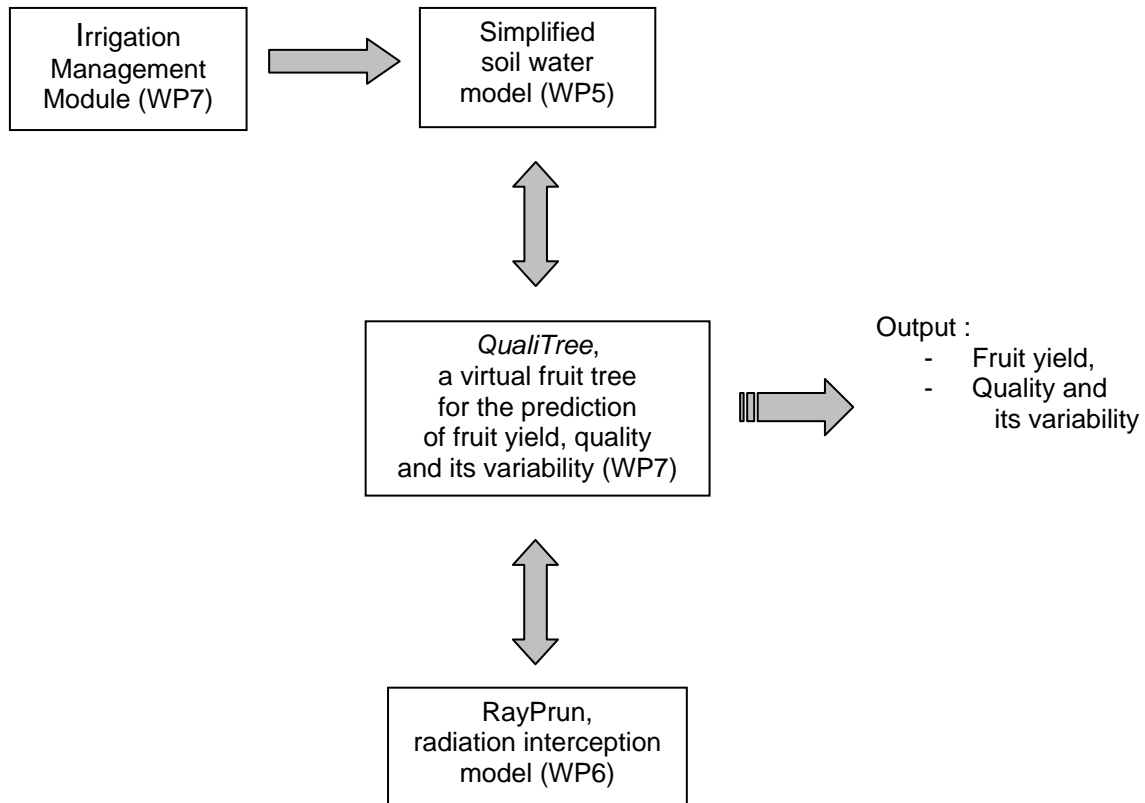 Irrigation
Management
Module (WP7)
Simplified
soil water
model (WP5)
QualiTree,
a virtual fruit tree
for the prediction
of fruit yield, quality
and its variability (WP7)
Output :
- Fruit yield,
- Quality and
its variability
RayPrun,
radiation interception
model (WP6)